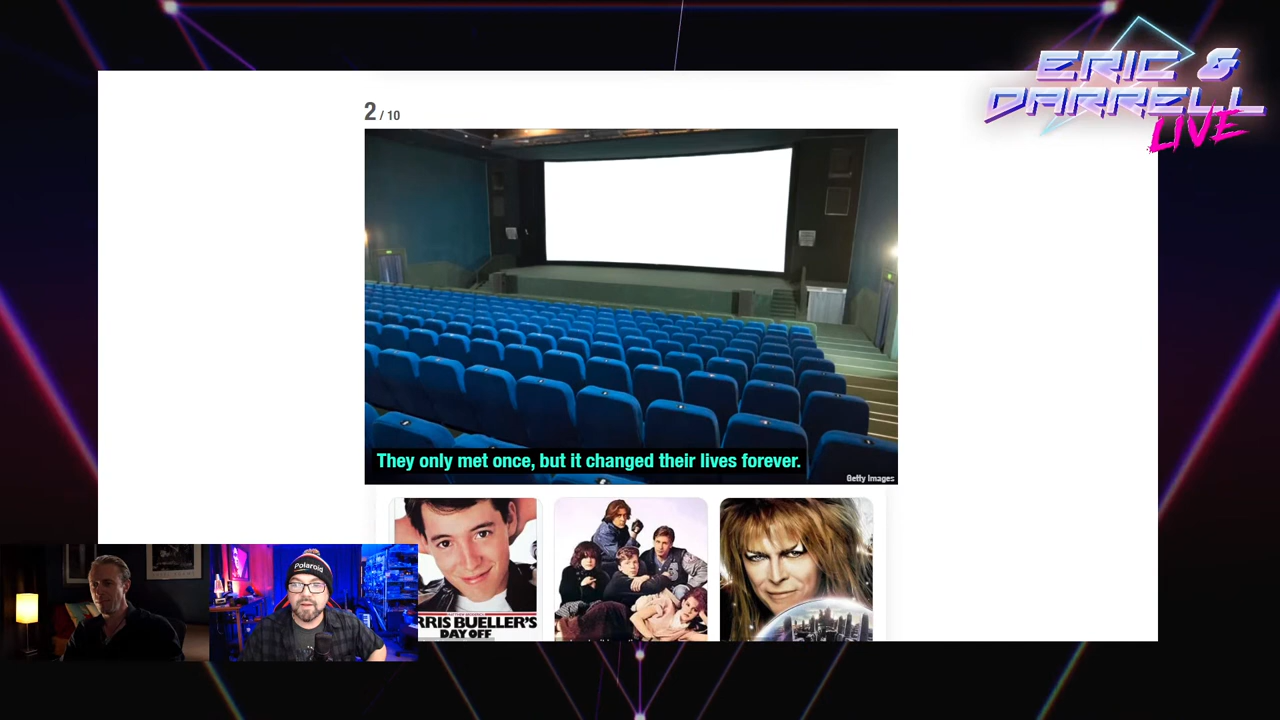 ERIC &
DARRELL
LIVE
2 / 10
They only met once, but it changed their lives forever.
Getty Images
RRIS BUELLER'S
DAY OFF
Polaroid